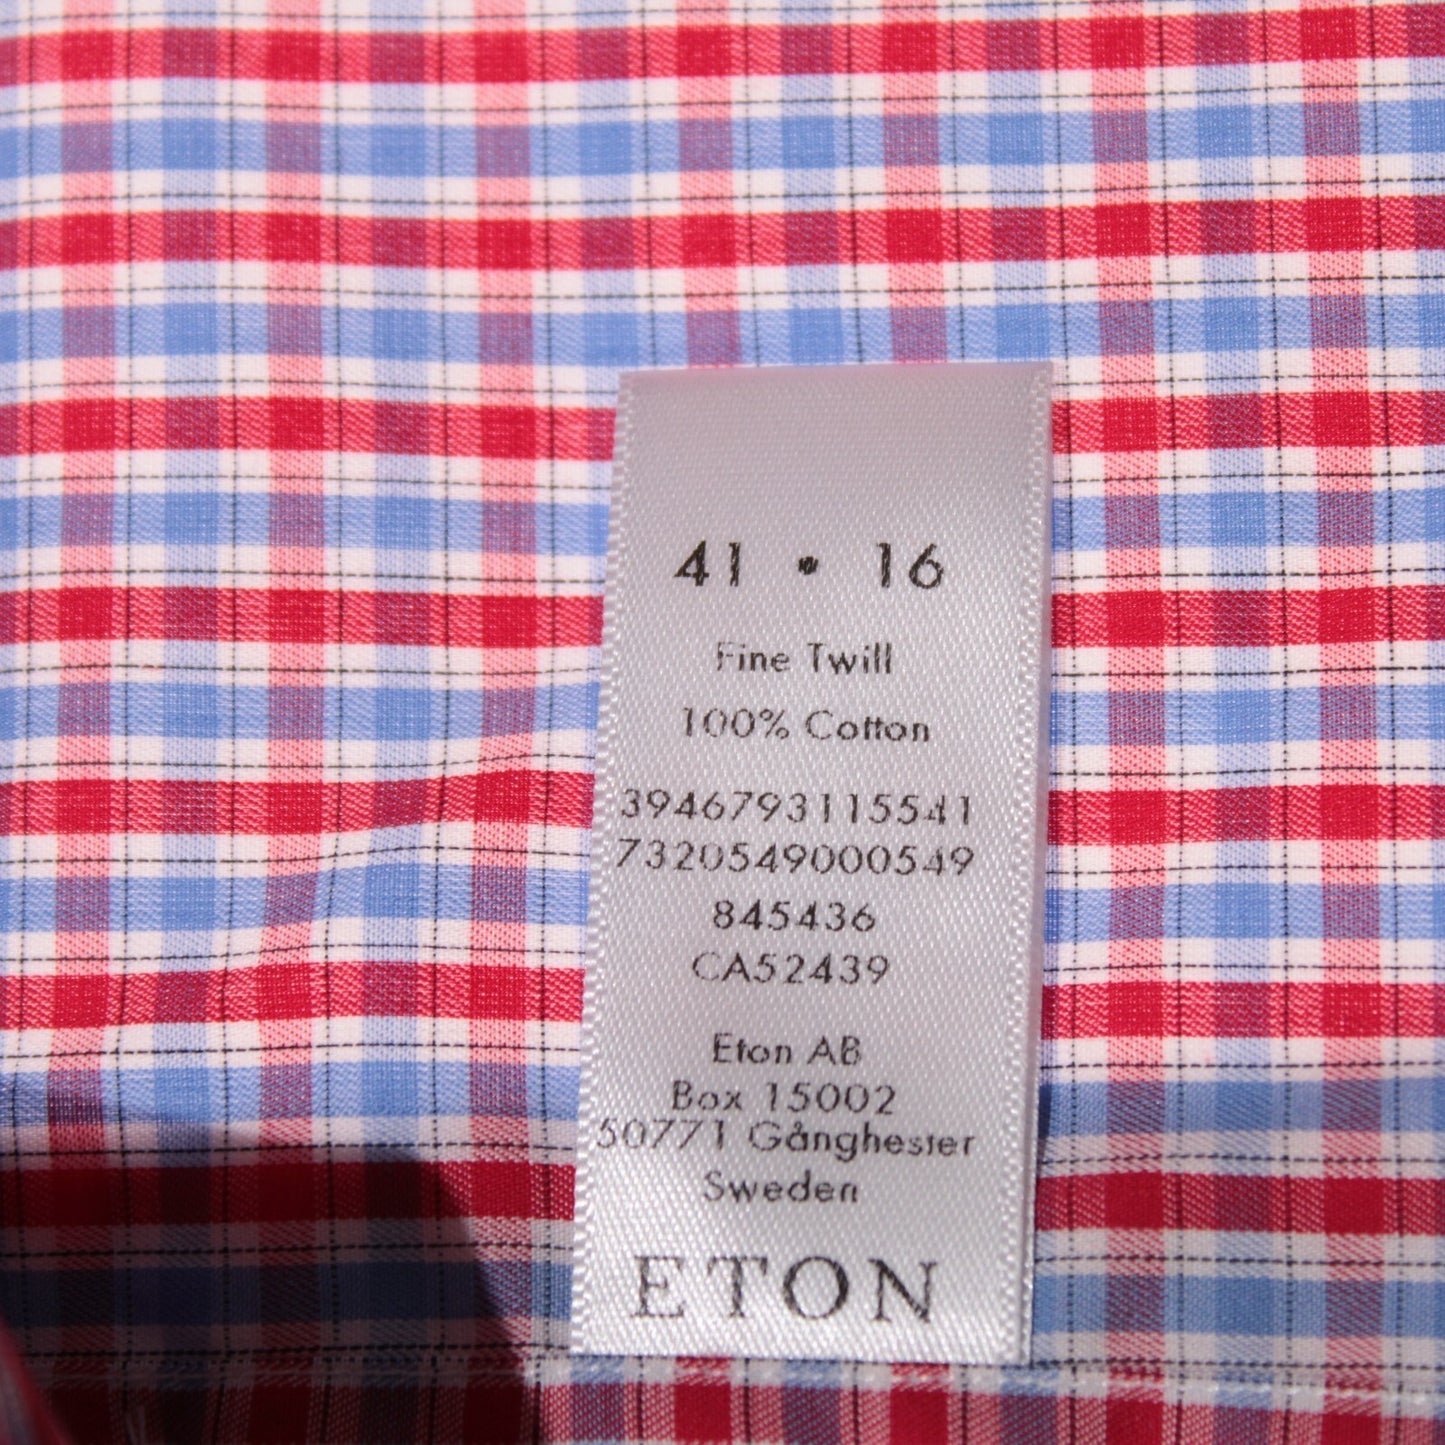 41 • 16
Fine Twill
100% Cotton
3946793115541
7320549000549
845436
CA52439
Eton AB
Box 15002
50771 Gånghester
Sweden
ETON